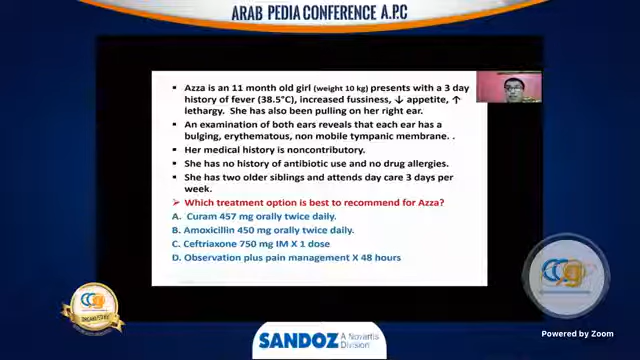 ARAB PEDIA CONFERENCE A.P.C
Azza is an 11 month old girl (weight 10 kg) presents with a 3 day
history of fever (38.5°C), increased fussiness, ↓ appetite, ↑
lethargy. She has also been pulling on her right ear.
An examination of both ears reveals that each ear has a
bulging, erythematous, non mobile tympanic membrane. .
Her medical history is noncontributory.
She has no history of antibiotic use and no drug allergies.
She has two older siblings and attends day care 3 days per
week.
Which treatment option is best to recommend for Azza?
A. Curam 457 mg orally twice daily.
B. Amoxicillin 450 mg orally twice daily.
C. Ceftriaxone 750 mg IM X 1 dose
D. Observation plus pain management X 48 hours
SANDOZ A Novartis
Division
Powered by Zoom